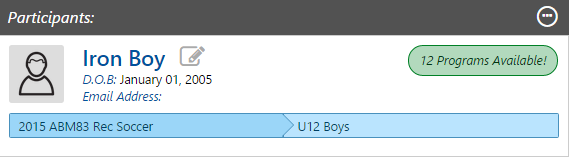 Participants:
Iron Boy
12 Programs Available!
D.O.B: January 01, 2005
Email Address:
2015 ABM83 Rec Soccer U12 Boys